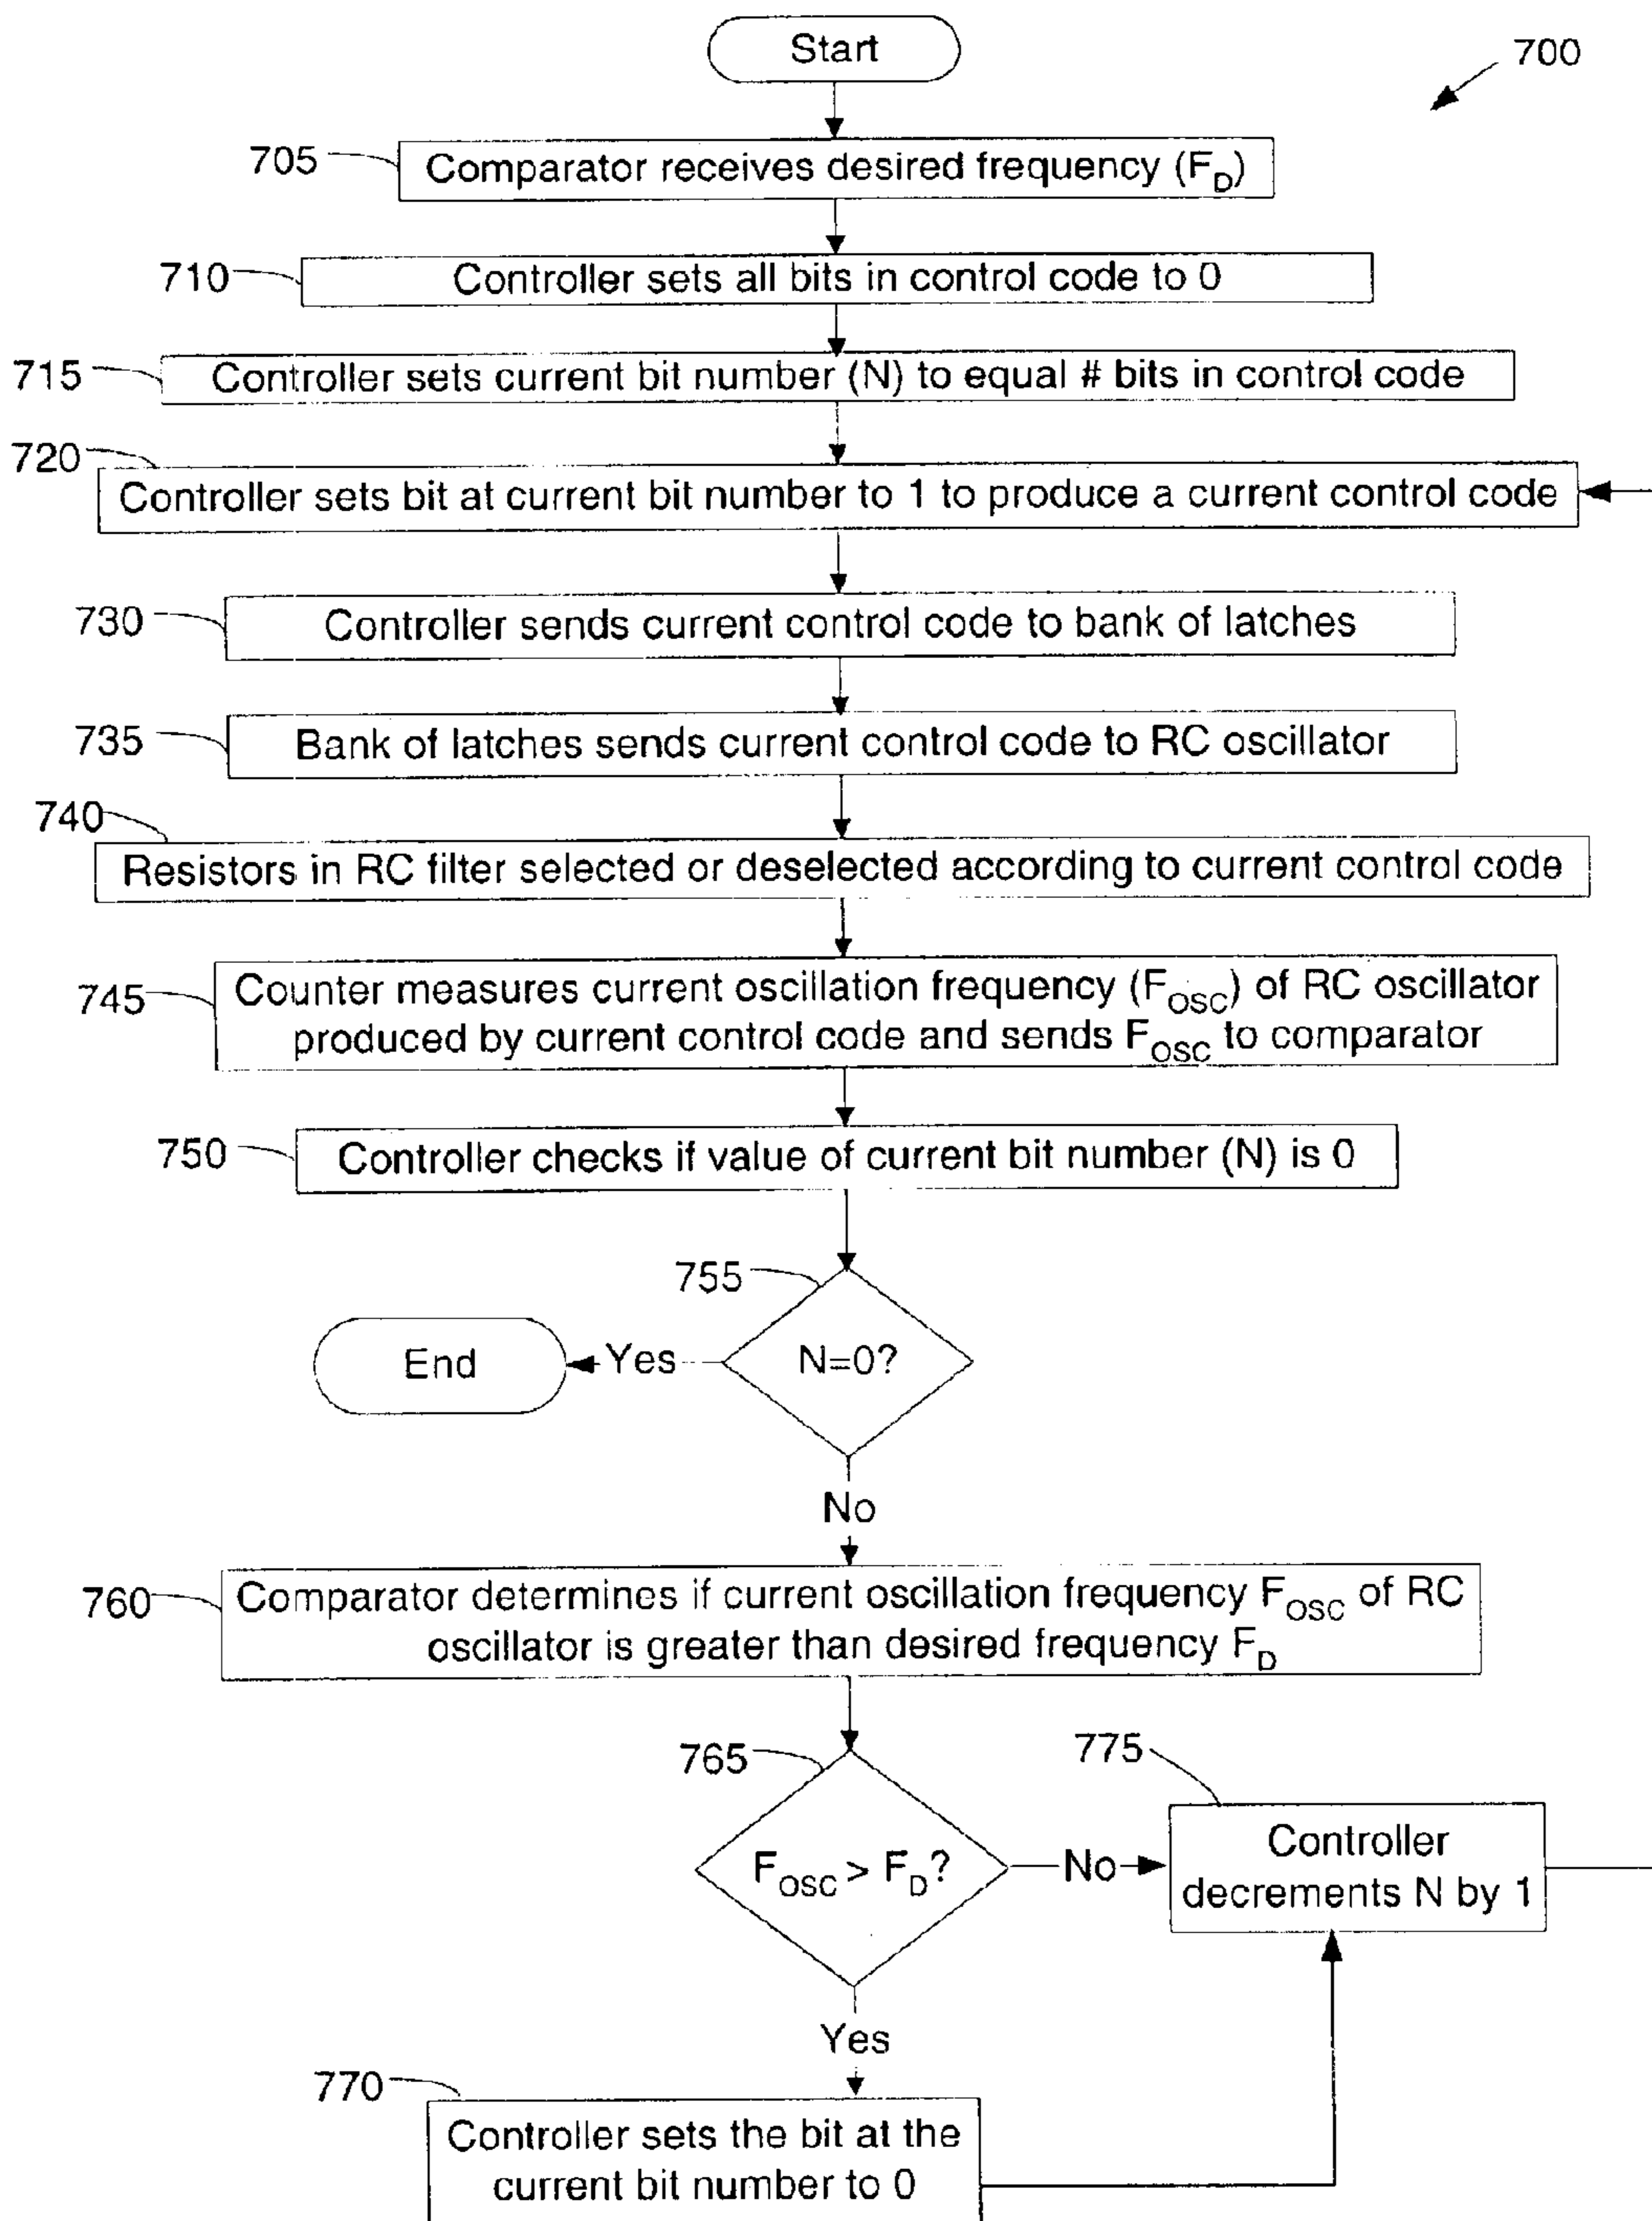 Start
700
705
Comparator receives desired frequency (F_D)
710
Controller sets all bits in control code to 0
715
Controller sets current bit number (N) to equal # bits in control code
720
Controller sets bit at current bit number to 1 to produce a current control code
730
Controller sends current control code to bank of latches
735
Bank of latches sends current control code to RC oscillator
740
Resistors in RC filter selected or deselected according to current control code
745
Counter measures current oscillation frequency (F_OSC) of RC oscillator
produced by current control code and sends F_OSC to comparator
750
Controller checks if value of current bit number (N) is 0
755
N=0?
Yes
End
No
760
Comparator determines if current oscillation frequency F_OSC of RC
oscillator is greater than desired frequency F_D
765
F_OSC > F_D?
No
775
Controller
decrements N by 1
Yes
770
Controller sets the bit at the
current bit number to 0